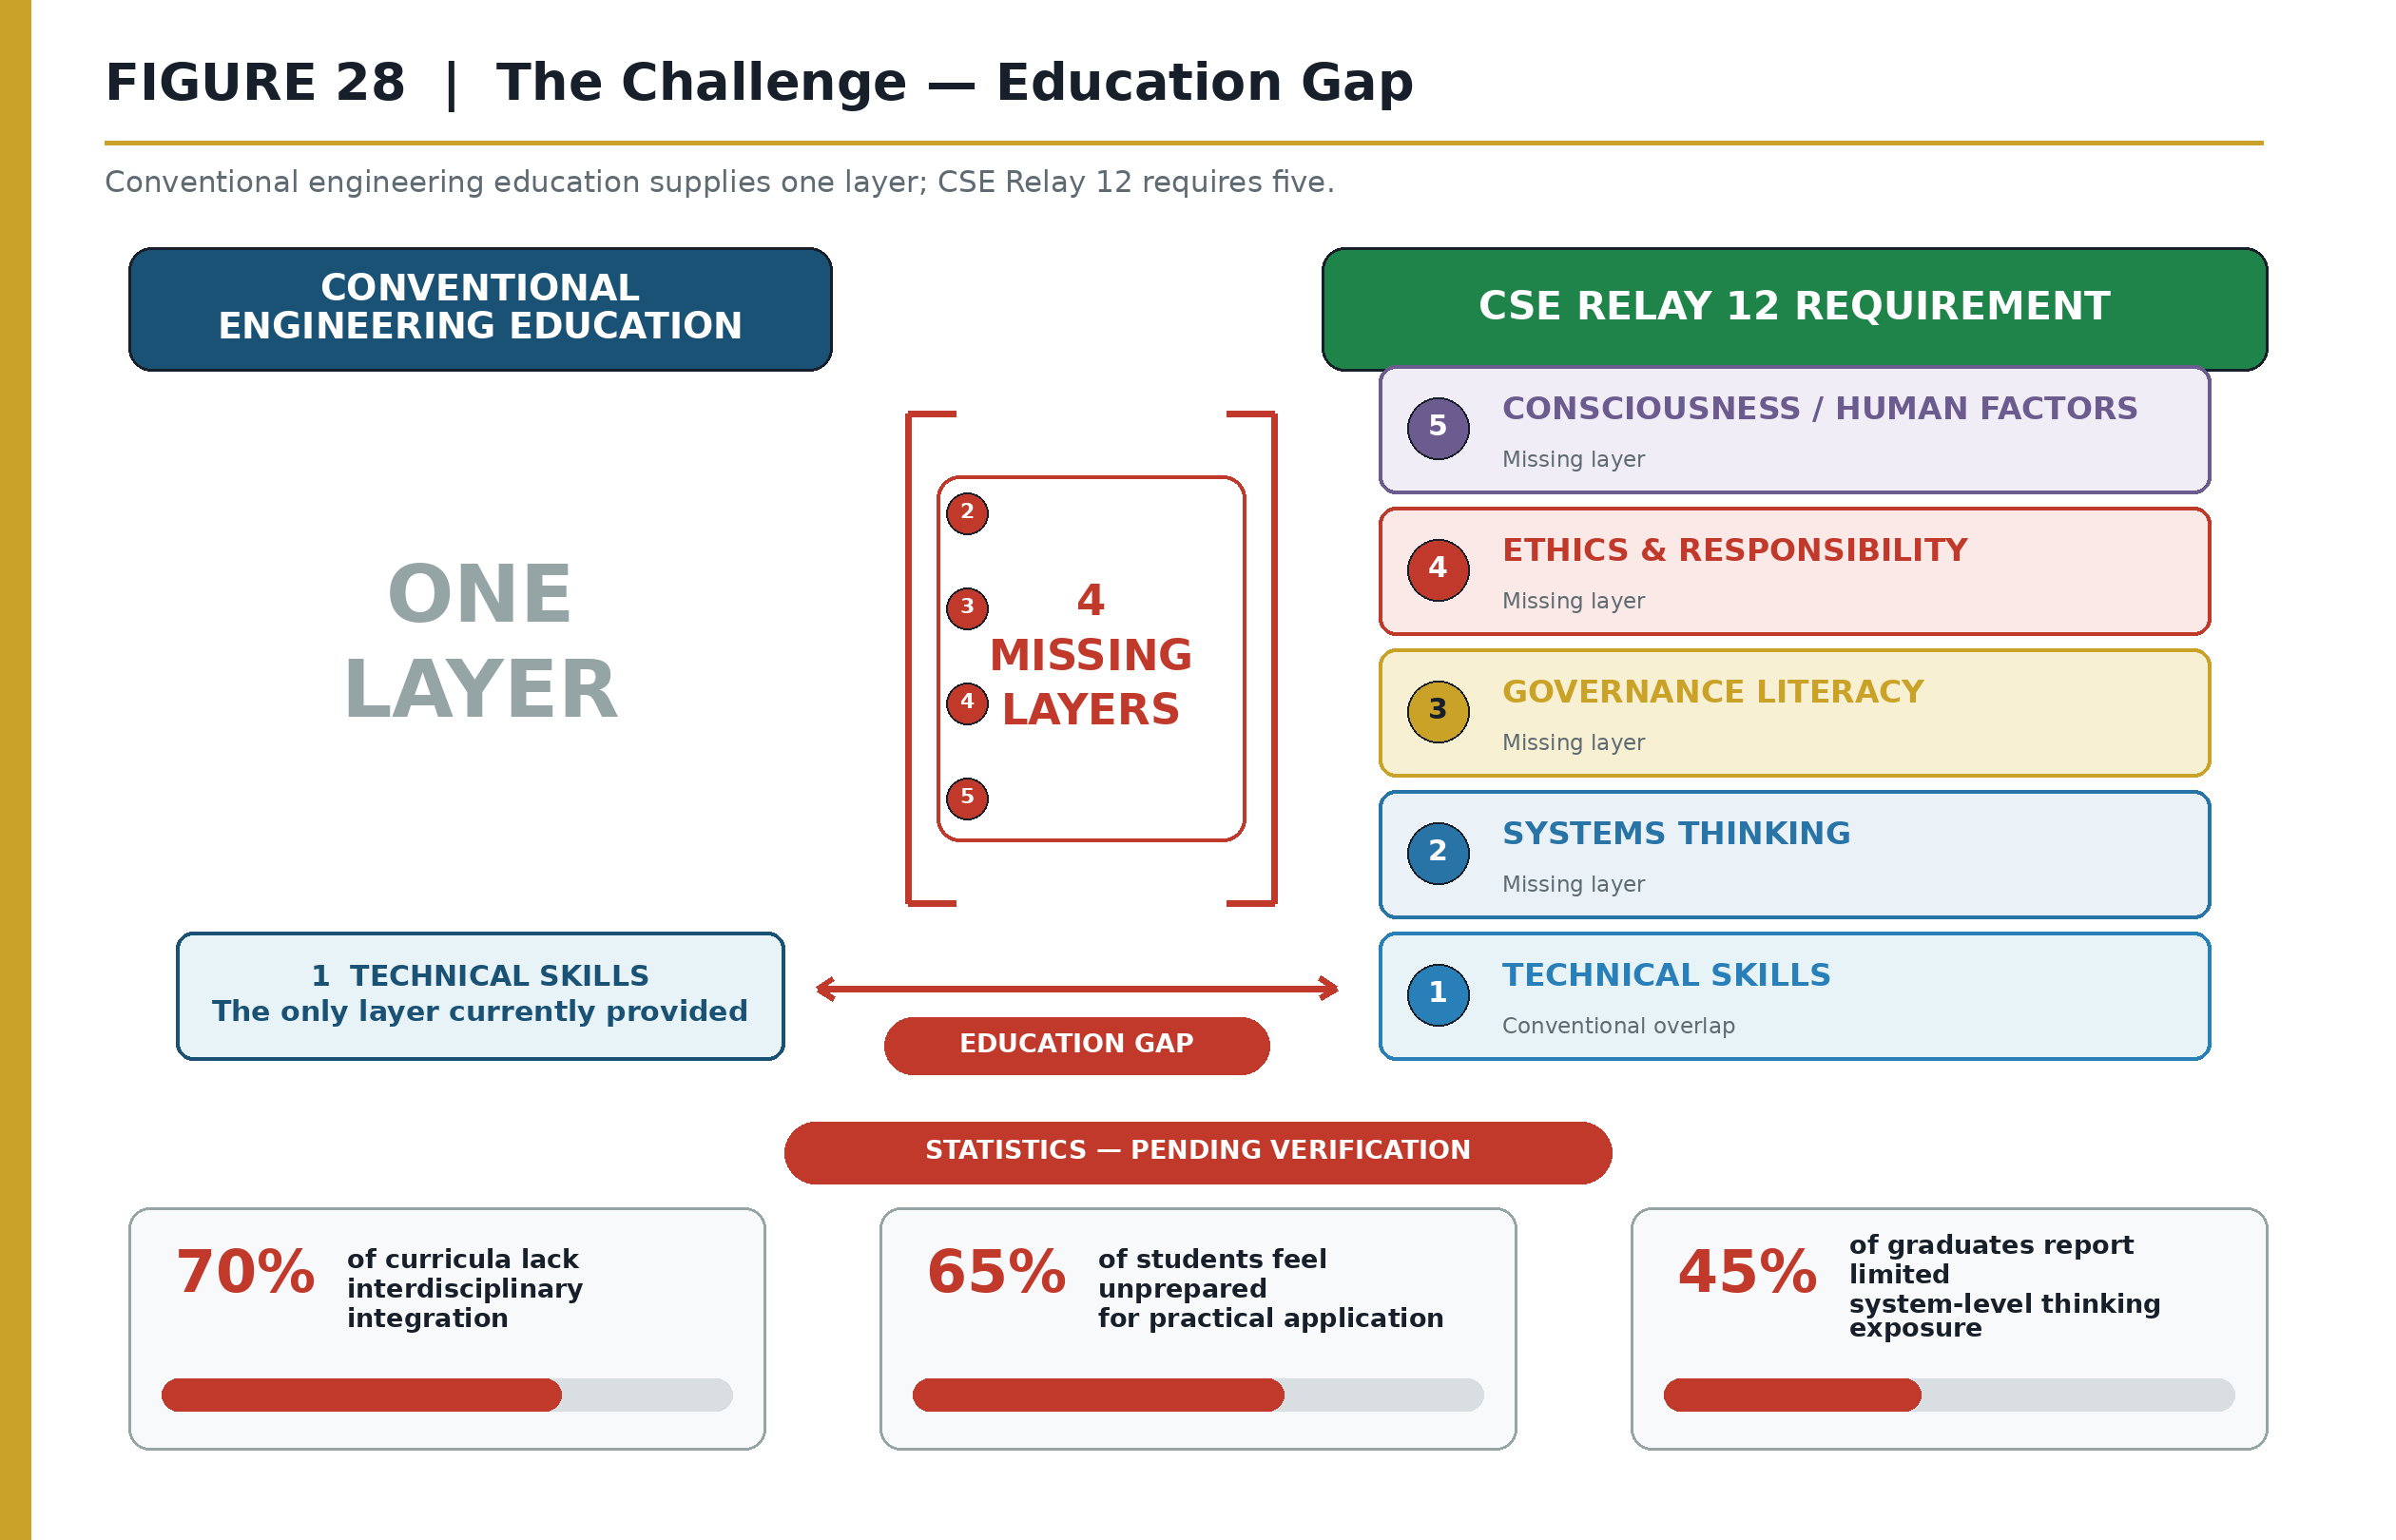 FIGURE 28 | The Challenge — Education Gap
Conventional engineering education supplies one layer; CSE Relay 12 requires five.
CONVENTIONAL
ENGINEERING EDUCATION
ONE
LAYER
1 TECHNICAL SKILLS
The only layer currently provided
2
3
4
5
4
MISSING
LAYERS
EDUCATION GAP
CSE RELAY 12 REQUIREMENT
5
CONSCIOUSNESS / HUMAN FACTORS
Missing layer
4
ETHICS & RESPONSIBILITY
Missing layer
3
GOVERNANCE LITERACY
Missing layer
2
SYSTEMS THINKING
Missing layer
1
TECHNICAL SKILLS
Conventional overlap
STATISTICS — PENDING VERIFICATION
70%
of curricula lack
interdisciplinary
integration
65%
of students feel
unprepared
for practical application
45%
of graduates report
limited
system-level thinking
exposure